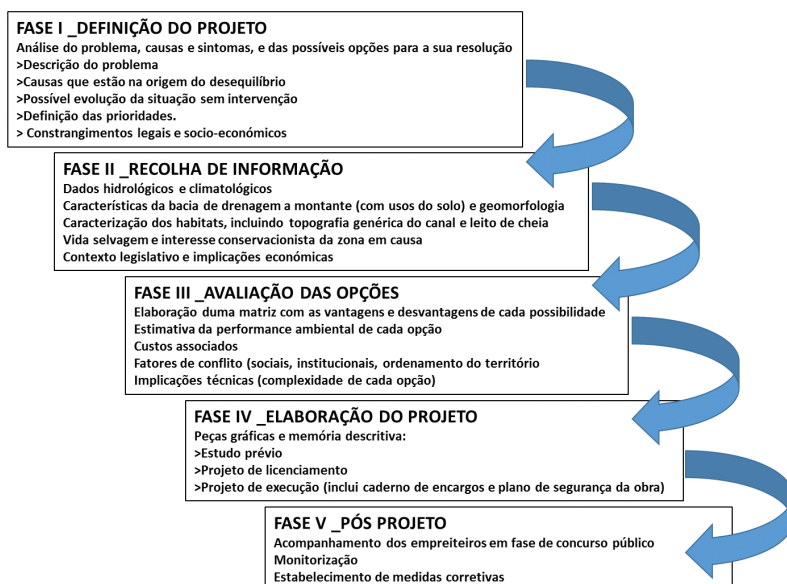 FASE I _DEFINIÇÃO DO PROJETO
Análise do problema, causas e sintomas, e das possíveis opções para a sua resolução
>Descrição do problema
>Causas que estão na origem do desequilíbrio
>Possível evolução da situação sem intervenção
>Definição das prioridades.
> Constrangimentos legais e socio-económicos
FASE II _RECOLHA DE INFORMAÇÃO
Dados hidrológicos e climatológicos
Características da bacia de drenagem a montante (com usos do solo) e geomorfologia
Caracterização dos habitats, incluindo topografia genérica do canal e leito de cheia
Vida selvagem e interesse conservacionista da zona em causa
Contexto legislativo e implicações económicas
FASE III _AVALIAÇÃO DAS OPÇÕES
Elaboração duma matriz com as vantagens e desvantagens de cada possibilidade
Estimativa da performance ambiental de cada opção
Custos associados
Fatores de conflito (sociais, institucionais, ordenamento do território
Implicações técnicas (complexidade de cada opção)
FASE IV _ELABORAÇÃO DO PROJETO
Peças gráficas e memória descritiva:
>Estudo prévio
>Projeto de licenciamento
>Projeto de execução (inclui caderno de encargos e plano de segurança da obra)
FASE V _PÓS PROJETO
Acompanhamento dos empreiteiros em fase de concurso público
Monitorização
Estabelecimento de medidas corretivas